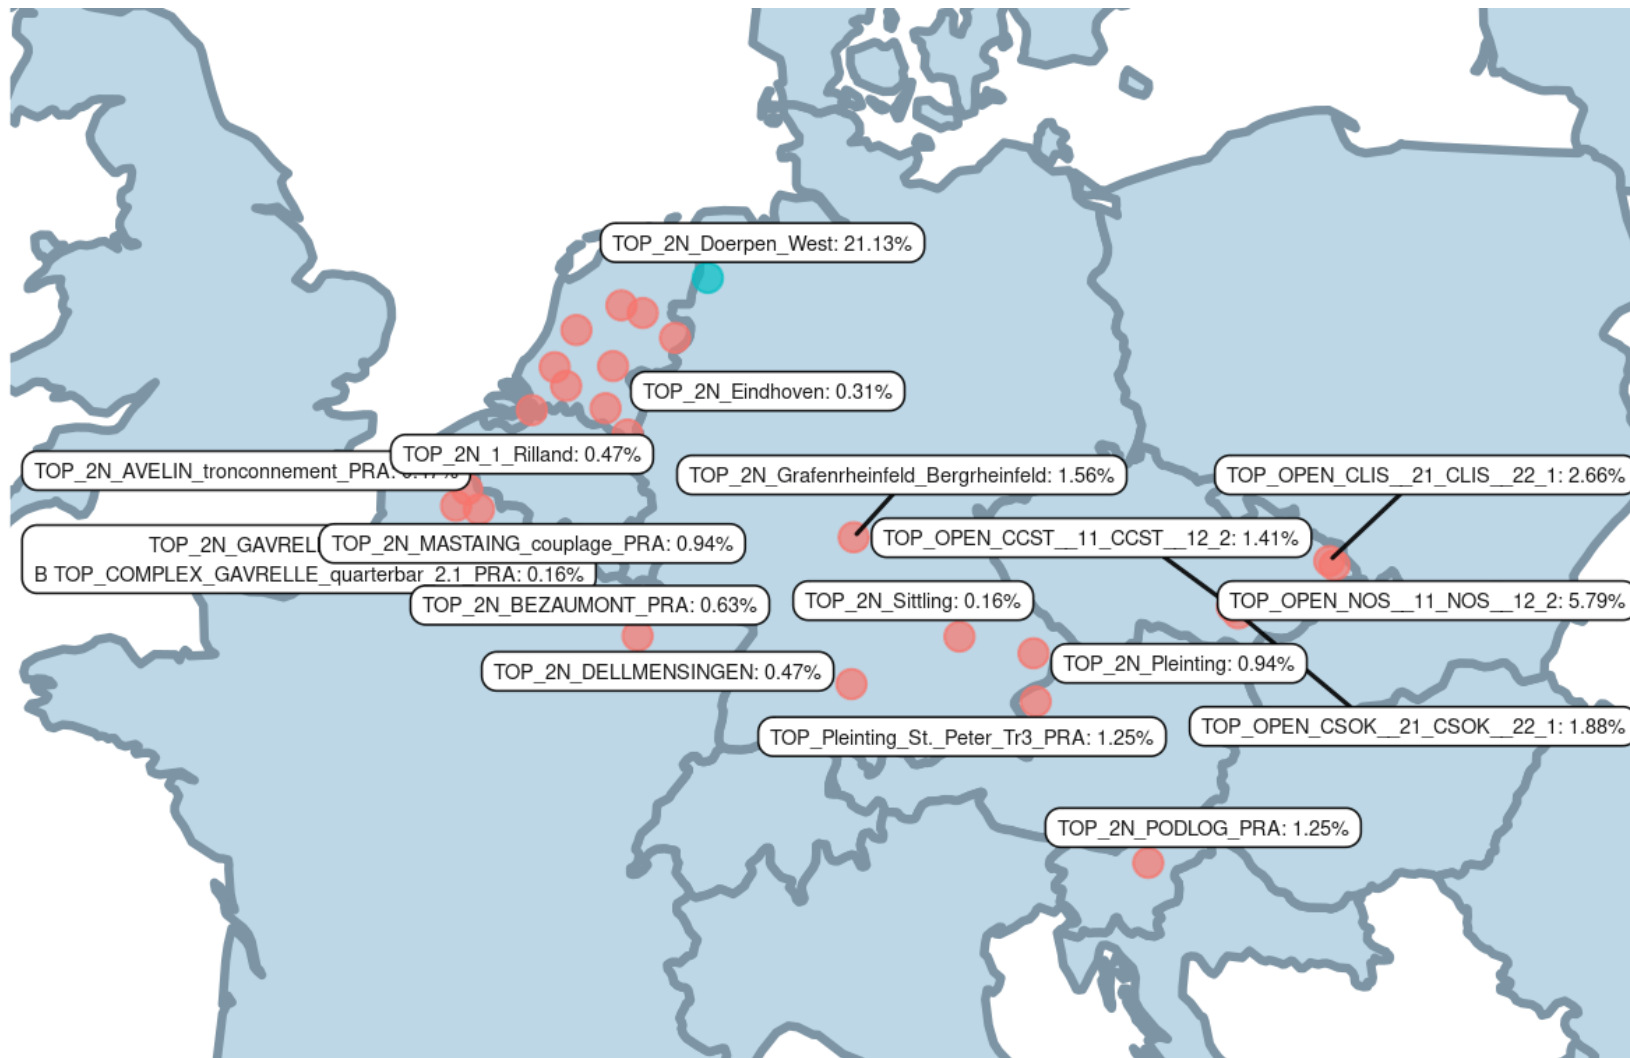 TOP_2N_Doerpen_West: 21.13%
TOP_2N_Eindhoven: 0.31%
TOP_2N_1_Rilland: 0.47%
TOP_2N_AVELIN_tronconnement_PRA:
TOP_2N_Grafenrheinfeld_Bergrheinfeld: 1.56%
TOP_OPEN_CLIS__21_CLIS__22_1: 2.66%
TOP_OPEN_CCST__11_CCST__12_2: 1.41%
TOP_2N_GAVREL
TOP_2N_MASTAING_couplage_PRA: 0.94%
B TOP_COMPLEX_GAVRELLE_quarterbar_2.1_PRA: 0.16%
TOP_2N_BEZAUMONT_PRA: 0.63%
TOP_2N_Sittling: 0.16%
TOP_OPEN_NOS__11_NOS__12_2: 5.79%
TOP_2N_DELLMENSINGEN: 0.47%
TOP_2N_Pleinting: 0.94%
TOP_Pleinting_St._Peter_Tr3_PRA: 1.25%
TOP_OPEN_CSOK__21_CSOK__22_1: 1.88%
TOP_2N_PODLOG_PRA: 1.25%